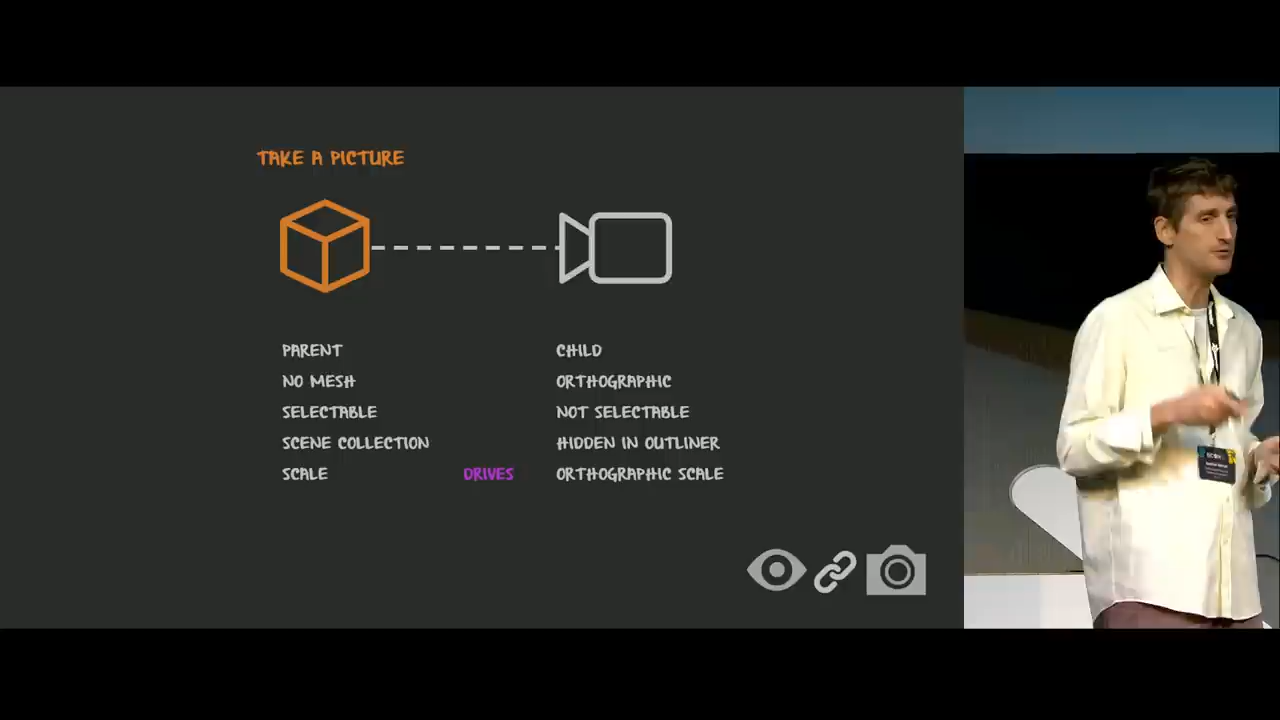 TAKE A PICTURE
PARENT
CHILD
NO MESH
ORTHOGRAPHIC
SELECTABLE
NOT SELECTABLE
SCENE COLLECTION
HIDDEN IN OUTLINER
SCALE
DRIVES
ORTHOGRAPHIC SCALE